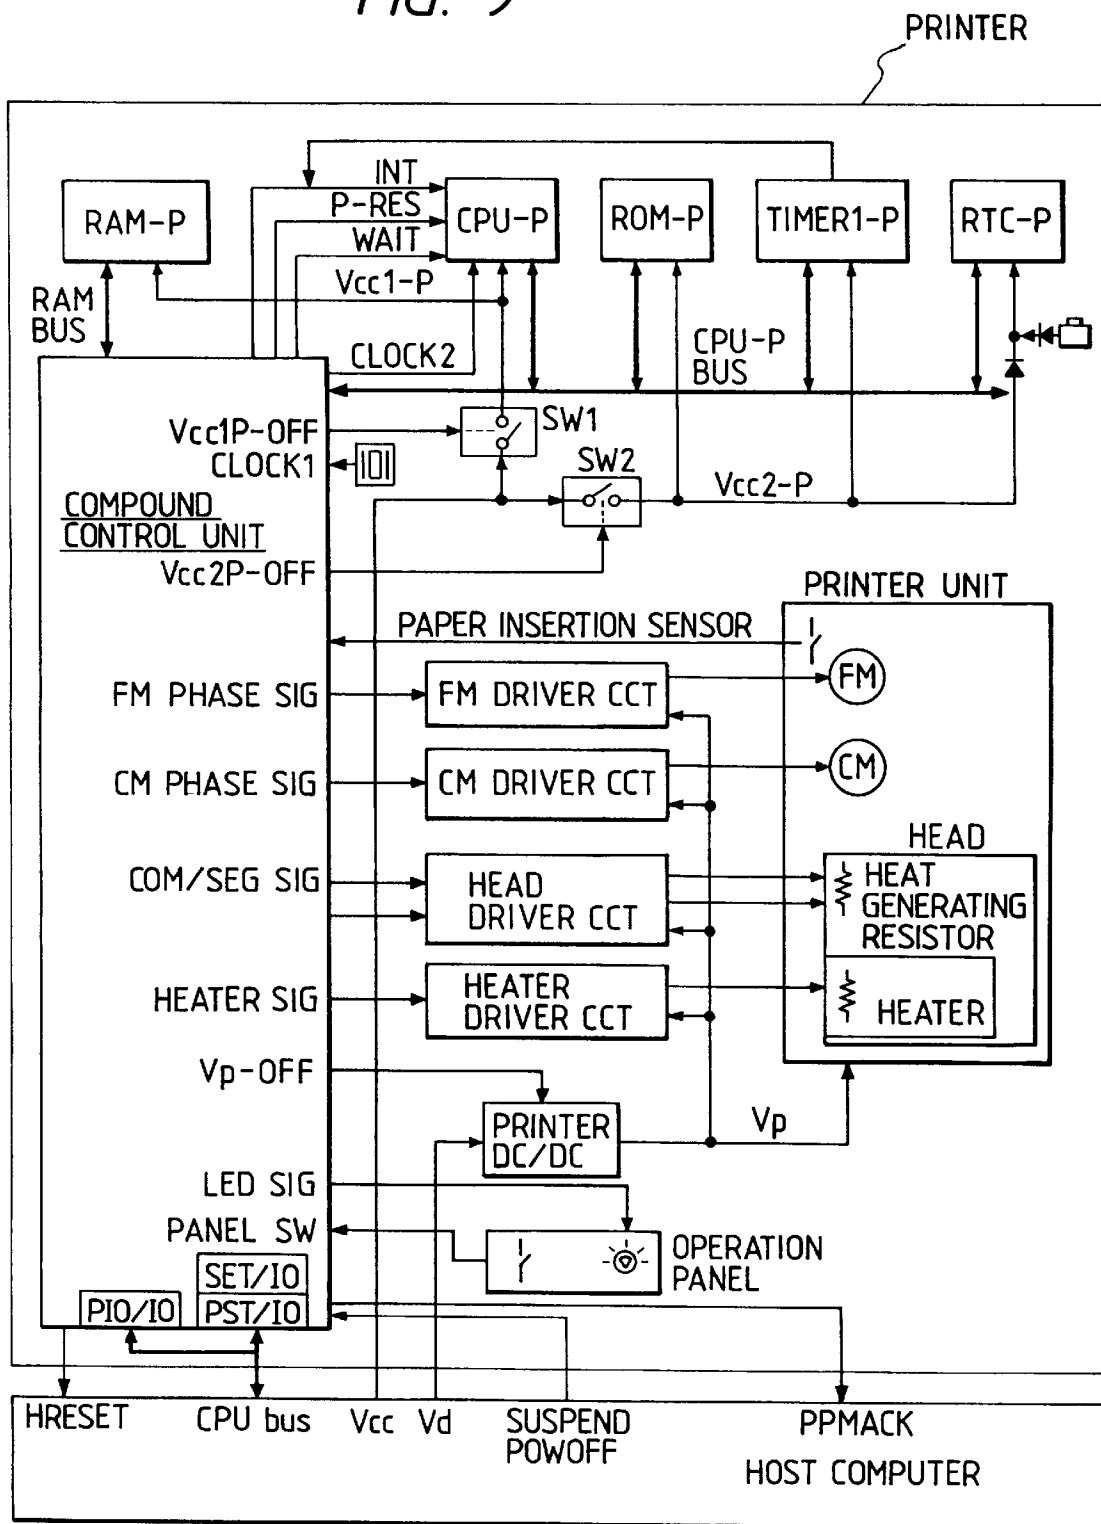 FIG. 9
PRINTER
INT
P-RES
WAIT
RAM-P
CPU-P
ROM-P
TIMER1-P
RTC-P
Vcc1-P
RAM
BUS
CLOCK2
CPU-P
BUS
Vcc1P-OFF
SW1
CLOCK1
SW2
Vcc2-P
COMPOUND
CONTROL UNIT
Vcc2P-OFF
PRINTER UNIT
PAPER INSERTION SENSOR
FM PHASE SIG
FM DRIVER CCT
FM
CM PHASE SIG
CM DRIVER CCT
CM
HEAD
COM/SEG SIG
HEAD
DRIVER CCT
HEAT
GENERATING
RESISTOR
HEATER SIG
HEATER
DRIVER CCT
HEATER
Vp-OFF
PRINTER
DC/DC
Vp
LED SIG
PANEL SW
OPERATION
PANEL
SET/IO
PIO/IO
PST/IO
HRESET
CPU bus
Vcc
Vd
SUSPEND
POWOFF
PPMACK
HOST COMPUTER